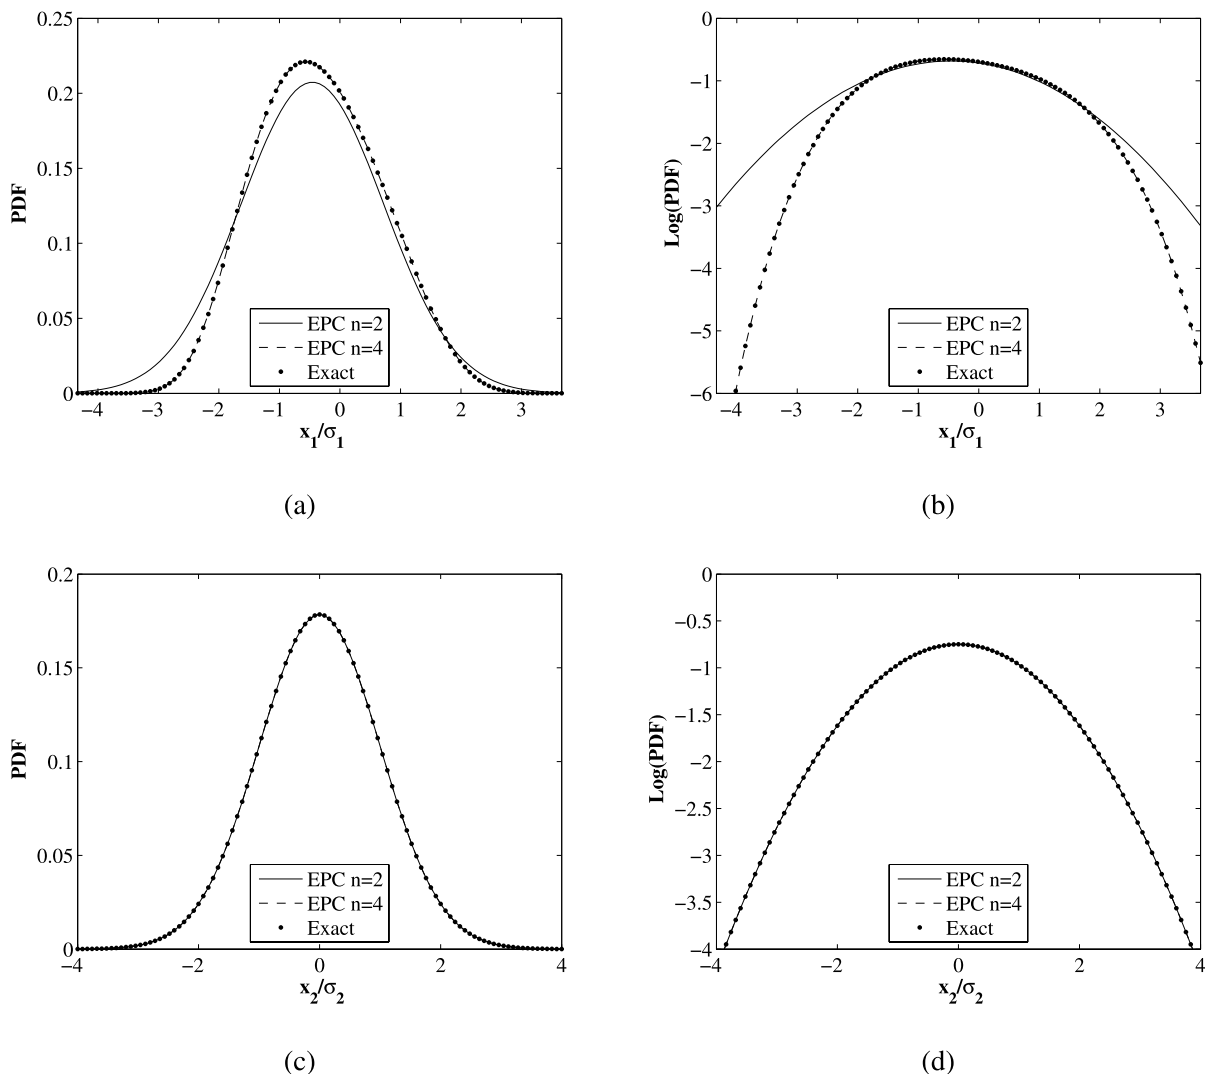 0.25
0.2
0.15
0.1
0.05
0
−4 −3 −2 −1 0 1 2 3
PDF
x1/σ1
EPC n=2
EPC n=4
Exact
(a)
0
−1
−2
−3
−4
−5
−6
−4 −3 −2 −1 0 1 2 3
Log(PDF)
x1/σ1
EPC n=2
EPC n=4
Exact
(b)
0.2
0.15
0.1
0.05
0
−4 −2 0 2 4
PDF
x2/σ2
EPC n=2
EPC n=4
Exact
(c)
0
−0.5
−1
−1.5
−2
−2.5
−3
−3.5
−4
−4 −2 0 2 4
Log(PDF)
x2/σ2
EPC n=2
EPC n=4
Exact
(d)